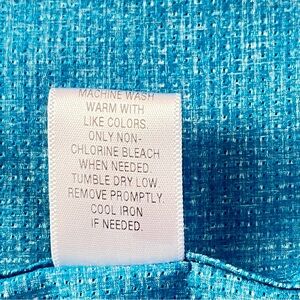 MACHINE WASH
WARM WITH
LIKE COLORS.
ONLY NON-
CHLORINE BLEACH
WHEN NEEDED.
TUMBLE DRY LOW.
REMOVE PROMPTLY.
COOL IRON
IF NEEDED.